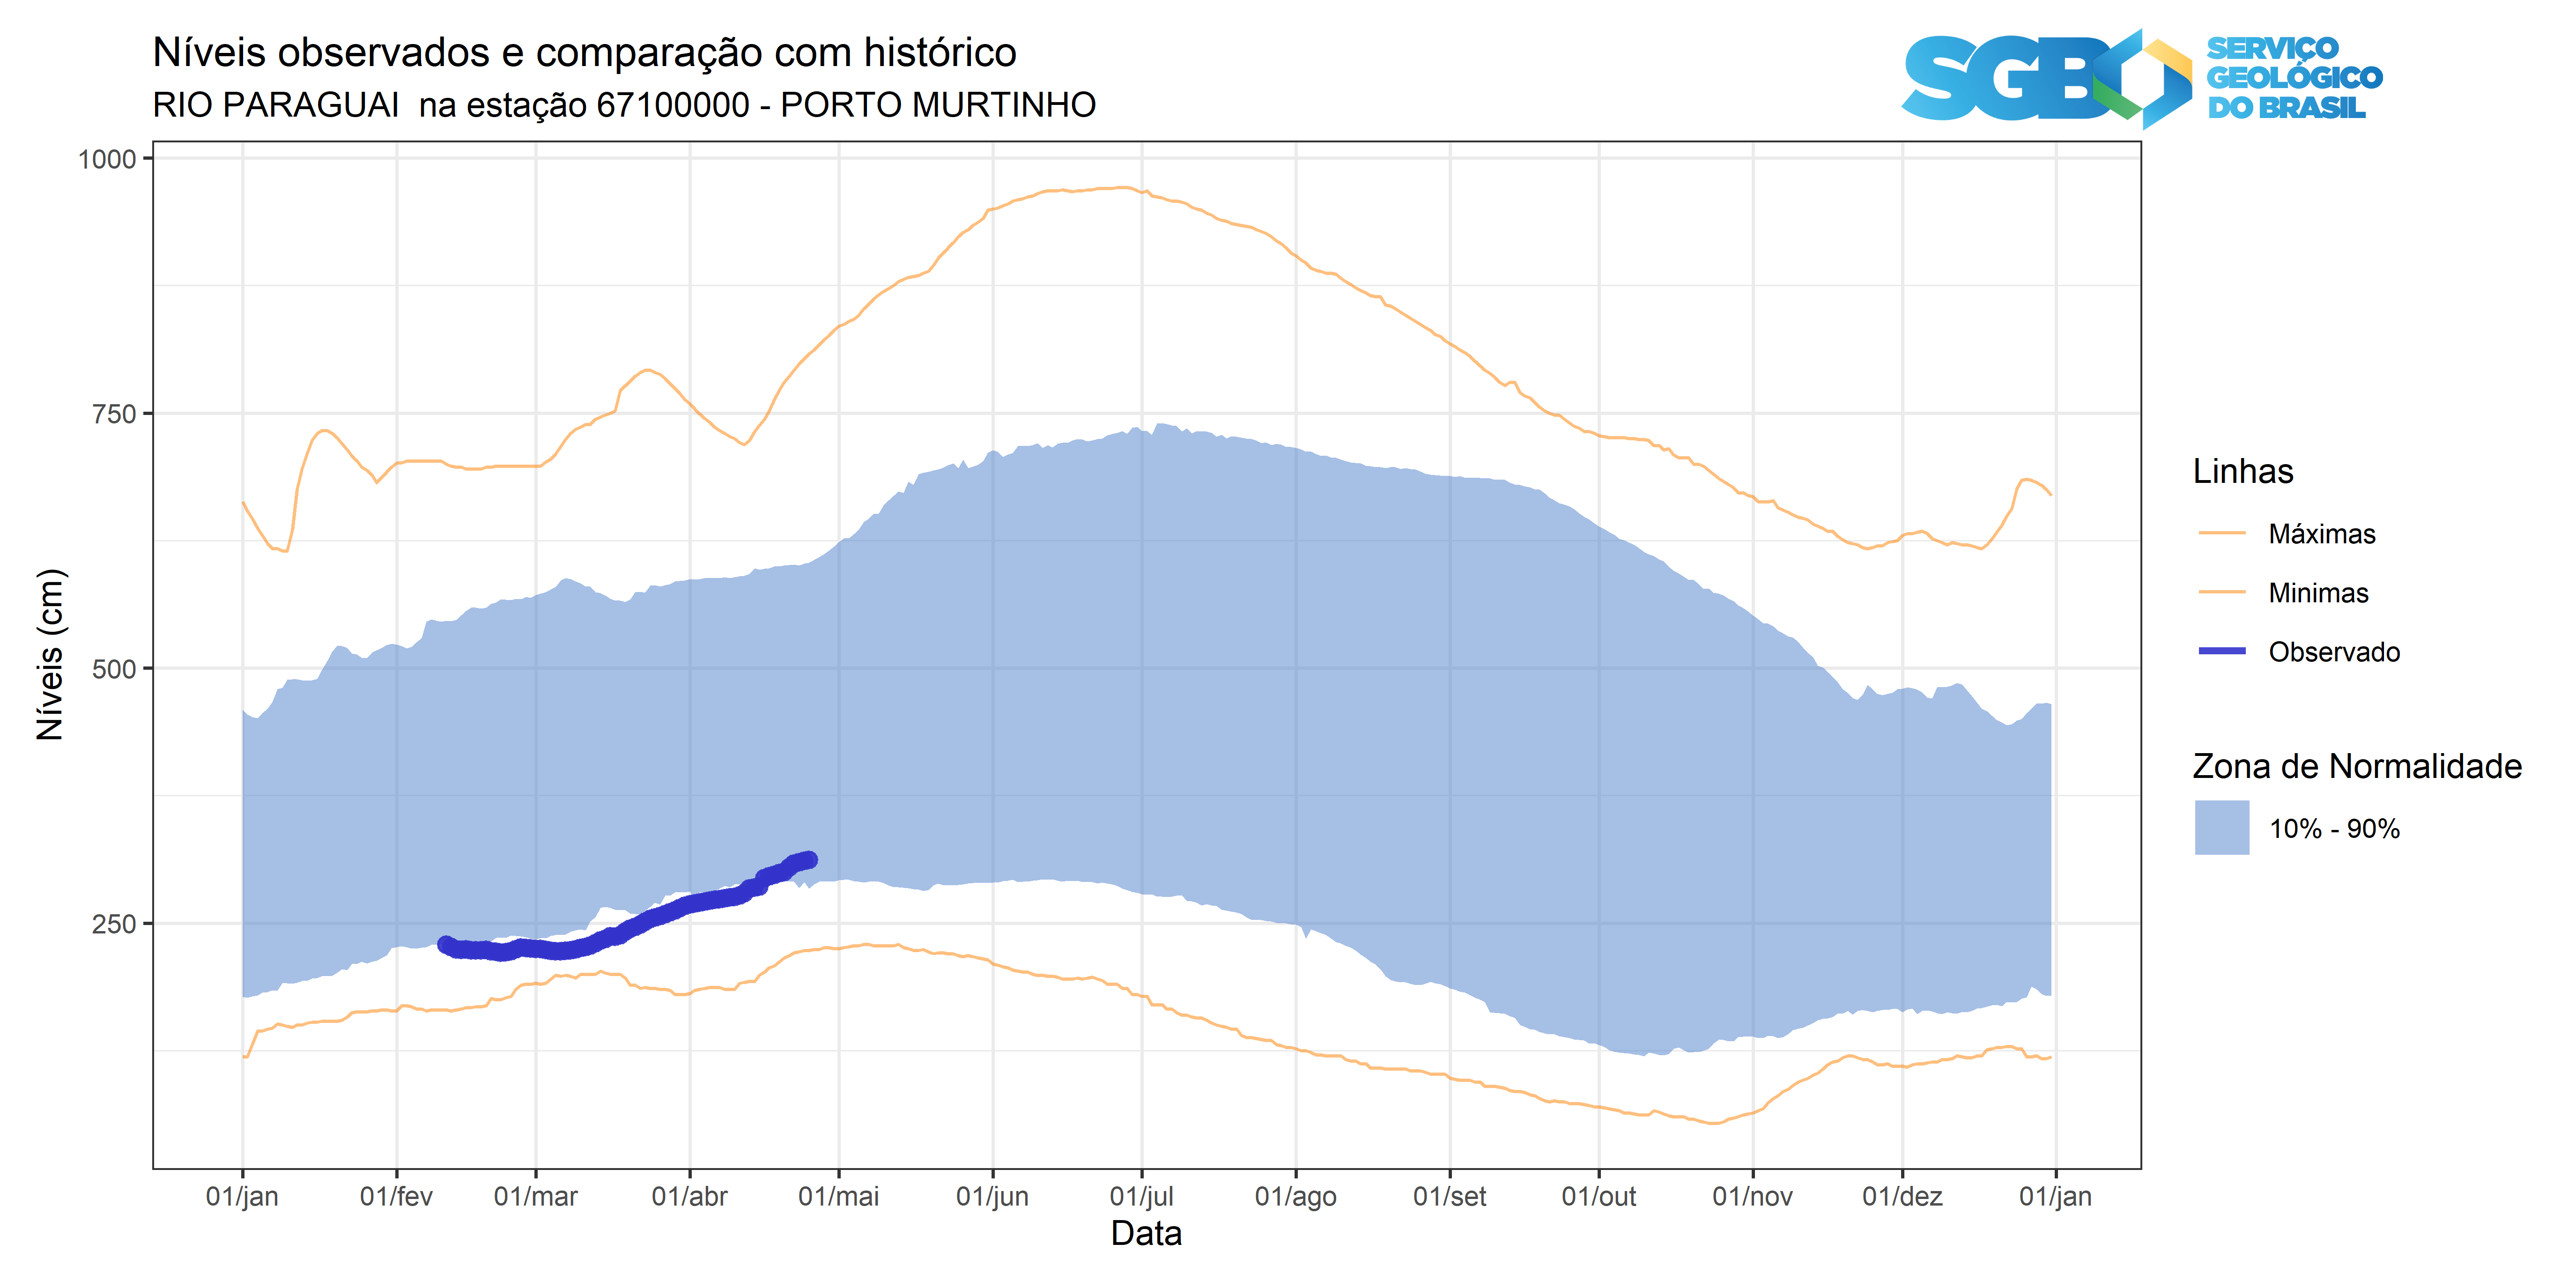 Níveis observados e comparação com histórico
RIO PARAGUAI  na estação 67100000 - PORTO MURTINHO
SGB
SERVIÇO
GEOLÓGICO
DO BRASIL
Níveis (cm)
1000
750
500
250
01/jan 01/fev 01/mar 01/abr 01/mai 01/jun 01/jul 01/ago 01/set 01/out 01/nov 01/dez 01/jan
Data
Linhas
Máximas
Minimas
Observado
Zona de Normalidade
10% - 90%